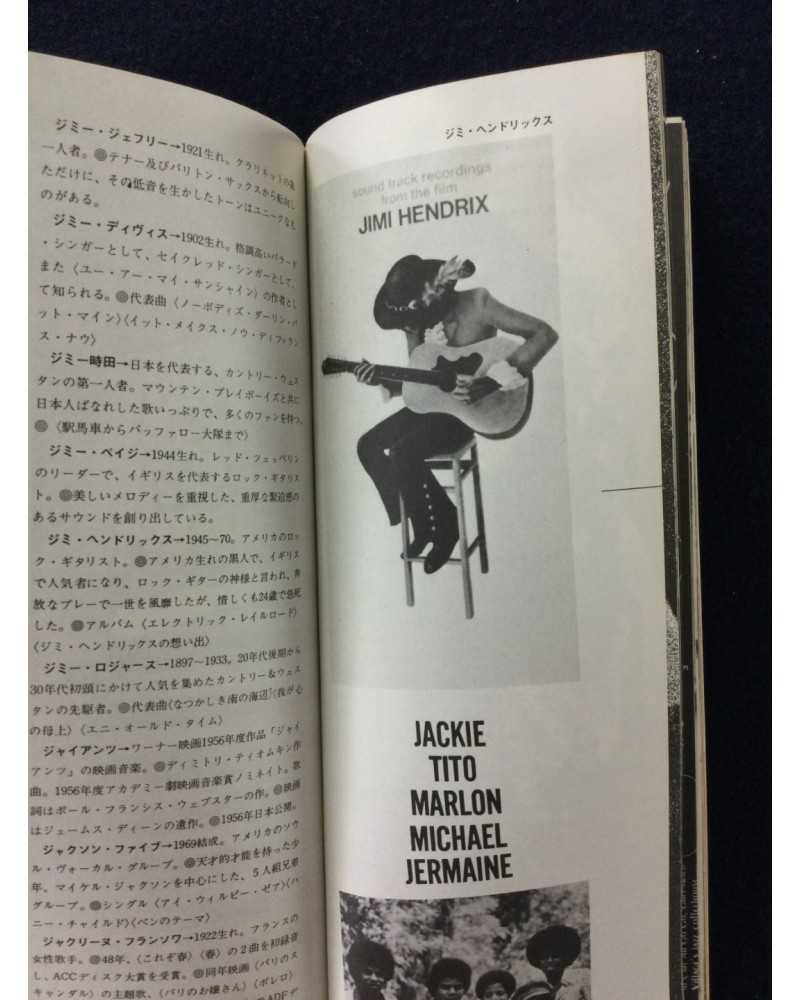 ジミー・ジェフリー→1921生れ。クラリネットの第
一人者。◎テナー及びバリトン・サックスから転向し
ただけに、その低音を生かしたトーンはユニークなも
のがある。
ジミー・ディヴィス→1902生れ。格調高いバラード
・シンガーとして、セイクレッド・シンガーとして、
また〈ユー・アー・マイ・サンシャイン〉の作者とし
て知られる。◎代表曲〈ノーボディズ・ダーリン・バ
ット・マイン〉〈イット・メイクス・ノウ・ディファラン
ス・ナウ〉
ジミー時田→日本を代表する、カントリー・ウェス
タンの第一人者。マウンテン・プレイボーイズと共に
日本人ばなれした歌いっぷりで、多くのファンを持つ。
◎〈駅馬車からバッファロー大隊まで〉
ジミー・ペイジ→1944生れ。レッド・フェッペリン
のリーダーで、イギリスを代表するロック・ギタリス
ト。◎美しいメロディーを重視した、重厚な緊迫感の
あるサウンドを創り出している。
ジミ・ヘンドリックス→1945〜70。アメリカのロッ
ク・ギタリスト。◎アメリカ生れの黒人で、イギリス
で人気者になり、ロック・ギターの神様と言われ、奔
放なプレーで一世を風靡したが、惜しくも24歳で急死
した。◎アルバム〈エレクトリック・レイルロード〉
〈ジミ・ヘンドリックスの想い出〉
ジミー・ロジャース→1897〜1933。20年代後期から
30年代初頭にかけて人気を集めたカントリー&ウェス
タンの先駆者。◎代表曲〈なつかしき南の海辺〉〈我が心
の母上〉〈エニ・オールド・タイム〉
ジャイアンツ→ワーナー映画1956年度作品「ジャイ
アンツ」の映画音楽。◎ディミトリ・ティオムキン作
曲。1956年度アカデミー劇映画音楽賞ノミネイト。歌
詞はポール・フランシス・ウェブスターの作。◎映画
はジェームス・ディーンの遺作。◎1956年日本公開。
ジャクソン・ファイブ→1969結成。アメリカのソウ
ル・ヴォーカル・グループ。◎天才的才能を持った少
年、マイケル・ジャクソンを中心にした、5人組兄弟
グループ。◎シングル〈アイ・ウィルビー・ゼア〉〈ハ
ニー・チャイルド〉〈ベンのテーマ〉
ジャクリーヌ・フランソワ→1922生れ。フランスの
女性歌手。◎48年、〈これぞ春〉〈春〉の2曲を初録音
し、ACCディスク大賞を受賞。◎同年映画〈パリのス
キャンダル〉の主題歌、〈パリのお嬢さん〉〈ボレロ〉
ジミ・ヘンドリックス
sound track recordings
from the film
JIMI HENDRIX
JACKIE
TITO
MARLON
MICHAEL
JERMAINE